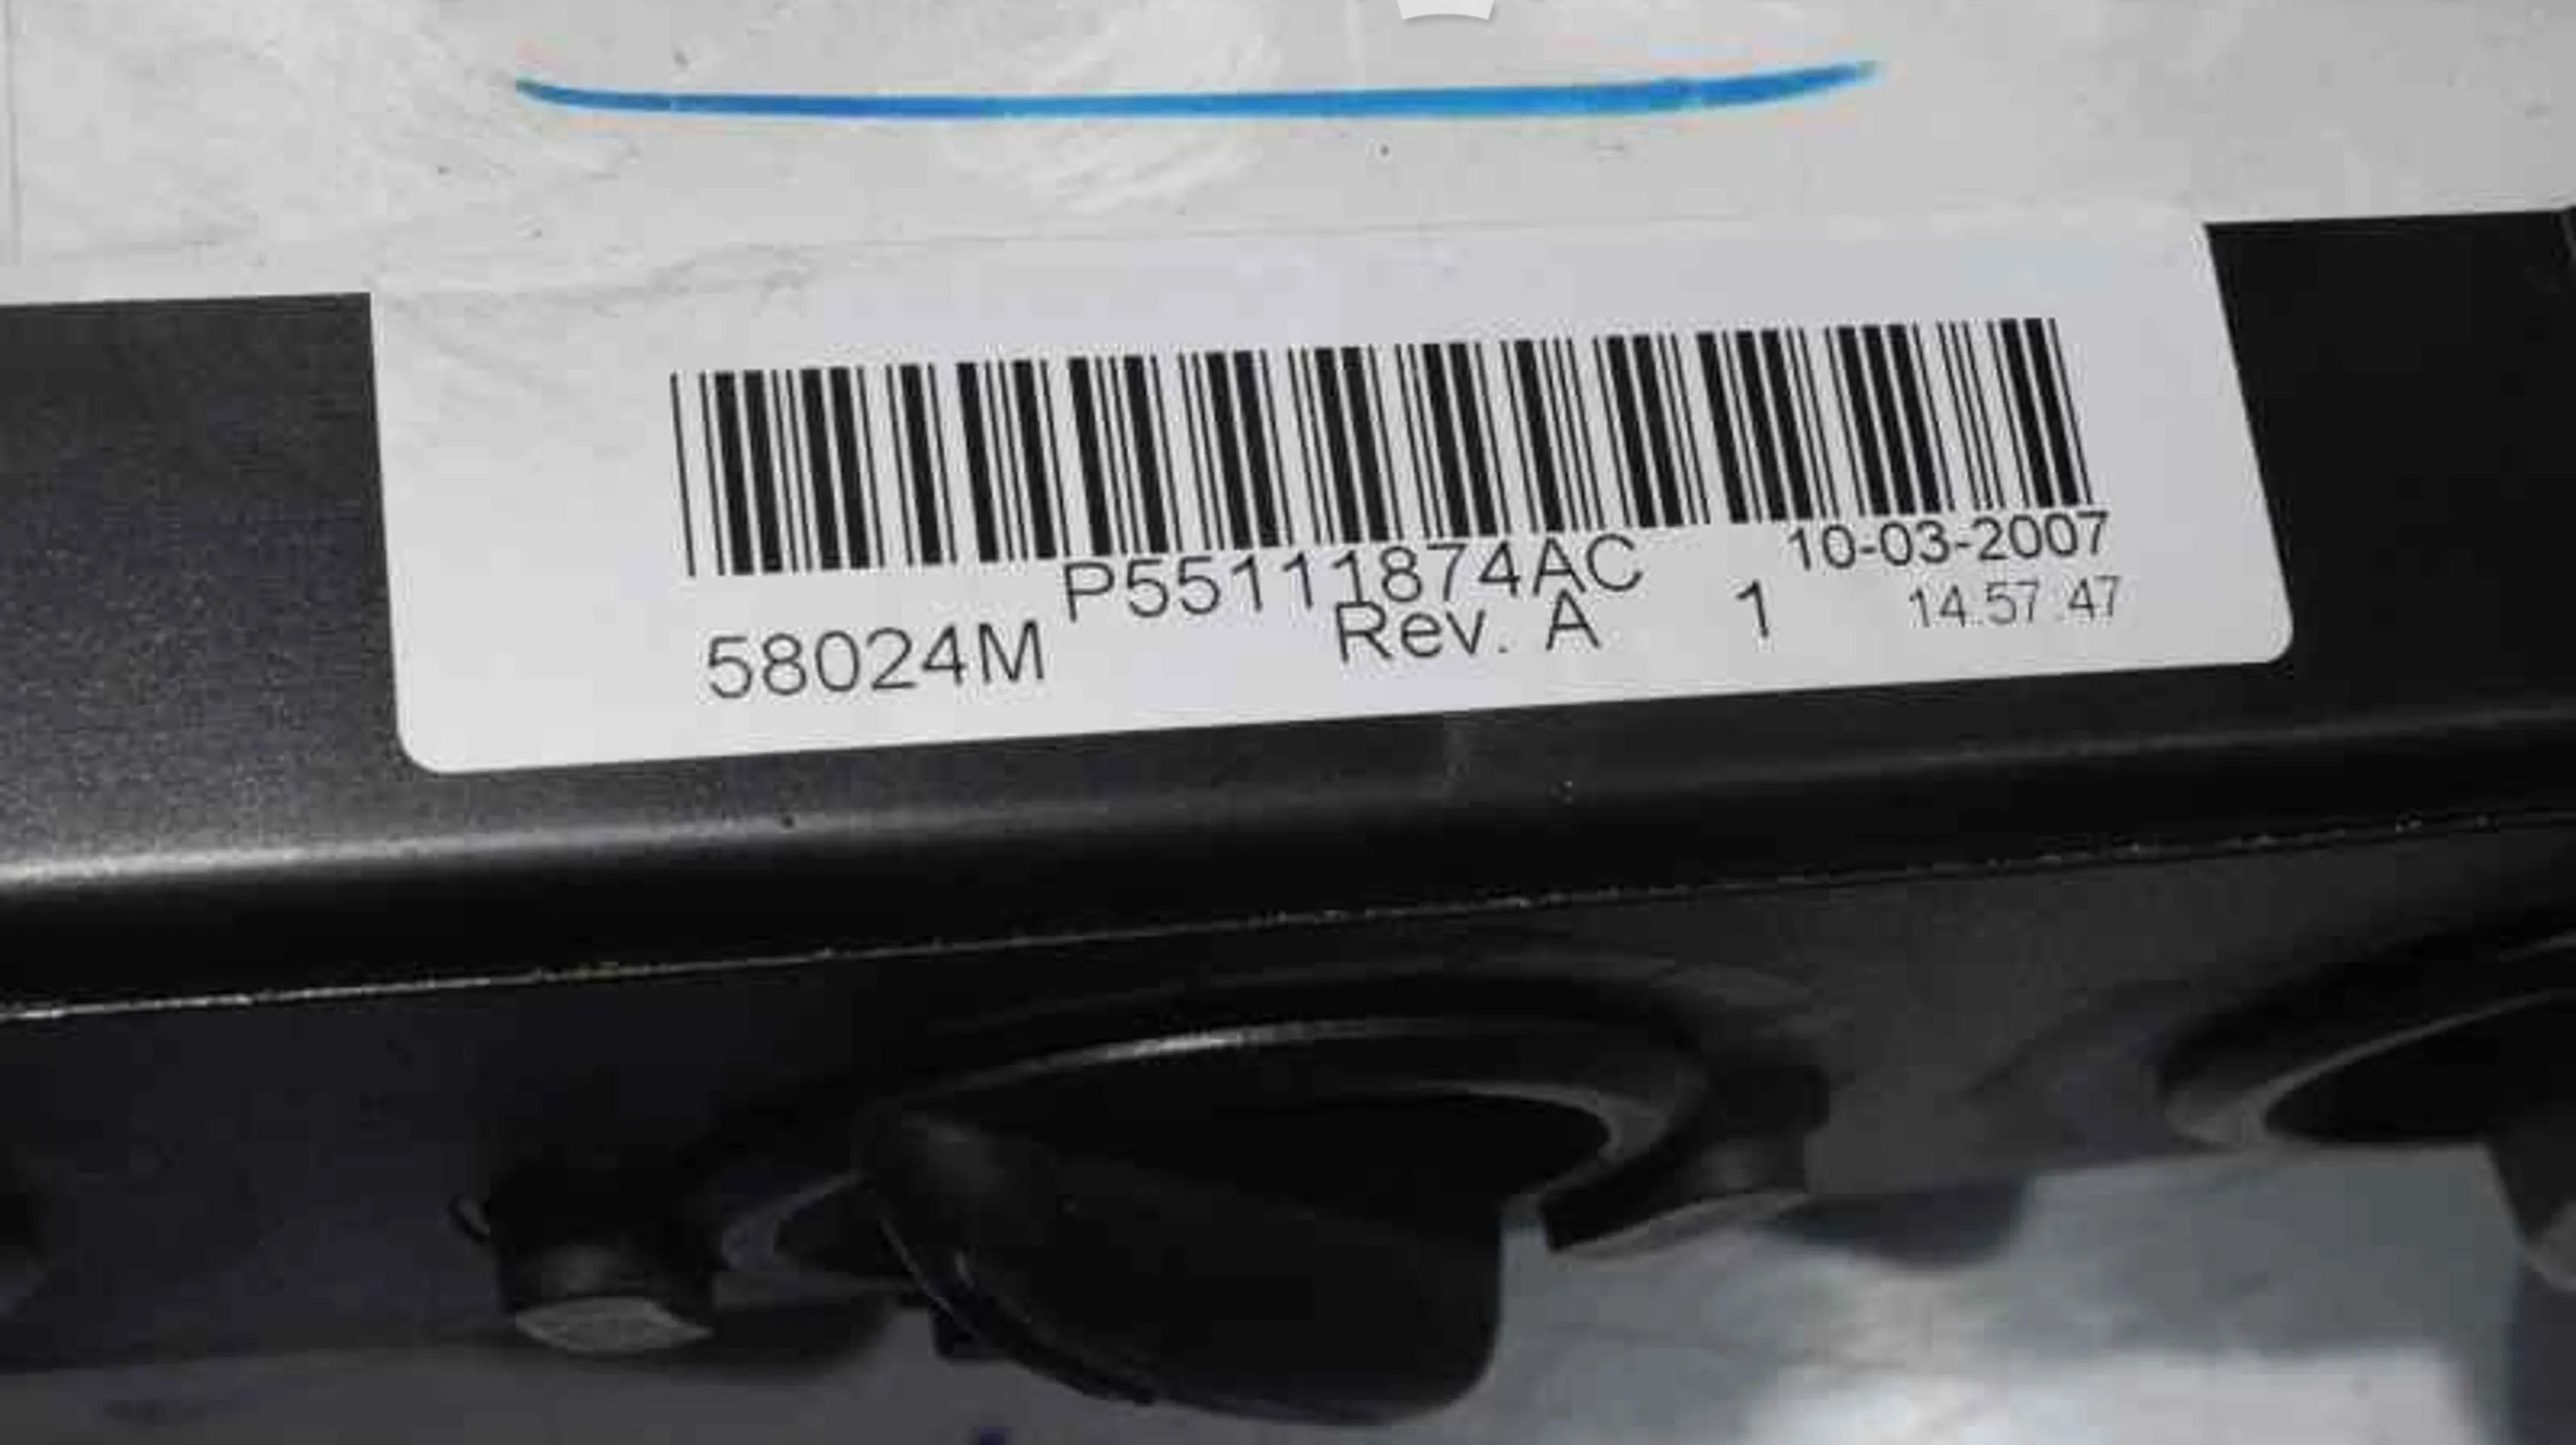 P55111874AC 10-03-2007
58024M Rev. A 1 14:57:47